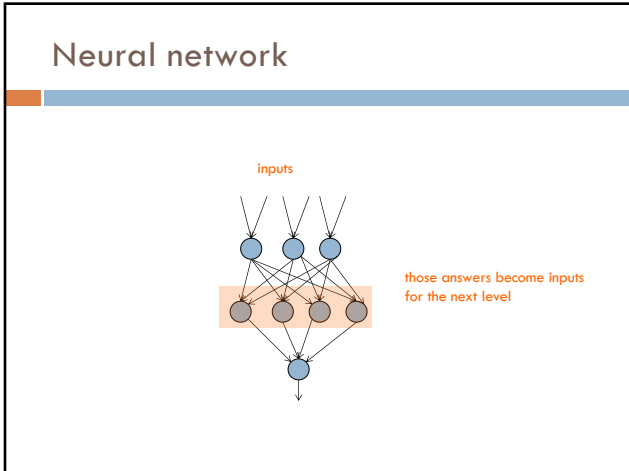 Neural network
inputs
those answers become inputs
for the next level